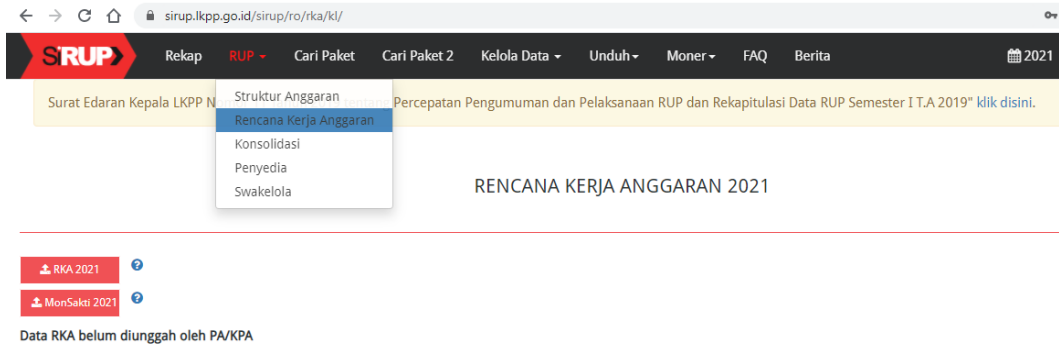 sirup.lkpp.go.id/sirup/ro/rka/kl/
SiRUP Rekap RUP Cari Paket Cari Paket 2 Kelola Data Unduh Moner FAQ Berita 2021
Surat Edaran Kepala LKPP N tentang Percepatan Pengumuman dan Pelaksanaan RUP dan Rekapitulasi Data RUP Semester I T.A 2019" klik disini.
Struktur Anggaran
Rencana Kerja Anggaran
Konsolidasi
Penyedia
Swakelola
RENCANA KERJA ANGGARAN 2021
RKA 2021
MonSakti 2021
Data RKA belum diunggah oleh PA/KPA